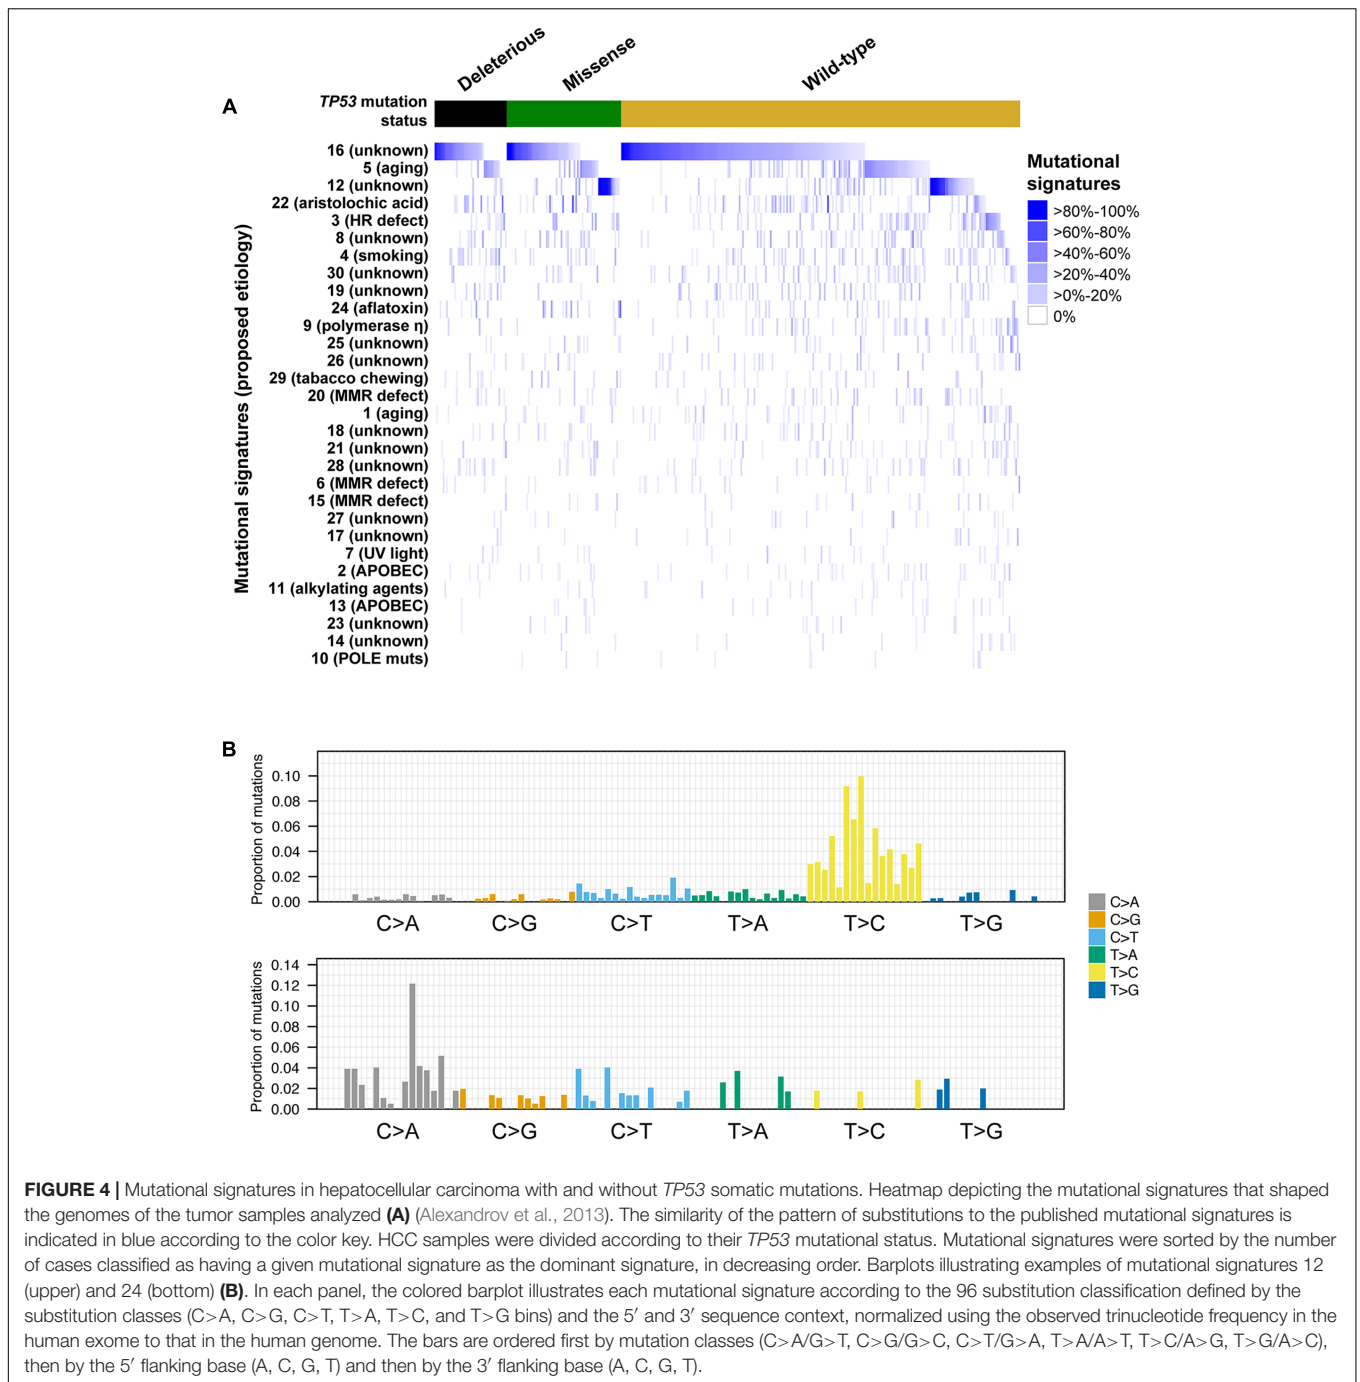 Deleterious
Missense
Wild-type
A
TP53 mutation
status
16 (unknown)
5 (aging)
12 (unknown)
22 (aristolochic acid)
3 (HR defect)
8 (unknown)
4 (smoking)
30 (unknown)
19 (unknown)
24 (aflatoxin)
9 (polymerase η)
25 (unknown)
26 (unknown)
29 (tabacco chewing)
20 (MMR defect)
1 (aging)
18 (unknown)
21 (unknown)
28 (unknown)
6 (MMR defect)
15 (MMR defect)
27 (unknown)
17 (unknown)
7 (UV light)
2 (APOBEC)
11 (alkylating agents)
13 (APOBEC)
23 (unknown)
14 (unknown)
10 (POLE muts)
Mutational signatures (proposed etiology)
Mutational
signatures
>80%-100%
>60%-80%
>40%-60%
>20%-40%
>0%-20%
0%
B
Proportion of mutations
0.10
0.08
0.06
0.04
0.02
0.00
C>A C>G C>T T>A T>C T>G
Proportion of mutations
0.14
0.12
0.10
0.08
0.06
0.04
0.02
0.00
C>A C>G C>T T>A T>C T>G
C>A
C>G
C>T
T>A
T>C
T>G
FIGURE 4 | Mutational signatures in hepatocellular carcinoma with and without TP53 somatic mutations. Heatmap depicting the mutational signatures that shaped
the genomes of the tumor samples analyzed (A) (Alexandrov et al., 2013). The similarity of the pattern of substitutions to the published mutational signatures is
indicated in blue according to the color key. HCC samples were divided according to their TP53 mutational status. Mutational signatures were sorted by the number
of cases classified as having a given mutational signature as the dominant signature, in decreasing order. Barplots illustrating examples of mutational signatures 12
(upper) and 24 (bottom) (B). In each panel, the colored barplot illustrates each mutational signature according to the 96 substitution classification defined by the
substitution classes (C>A, C>G, C>T, T>A, T>C, and T>G bins) and the 5′ and 3′ sequence context, normalized using the observed trinucleotide frequency in the
human exome to that in the human genome. The bars are ordered first by mutation classes (C>A/G>T, C>G/G>C, C>T/G>A, T>A/A>T, T>C/A>G, T>G/A>C),
then by the 5′ flanking base (A, C, G, T) and then by the 3′ flanking base (A, C, G, T).